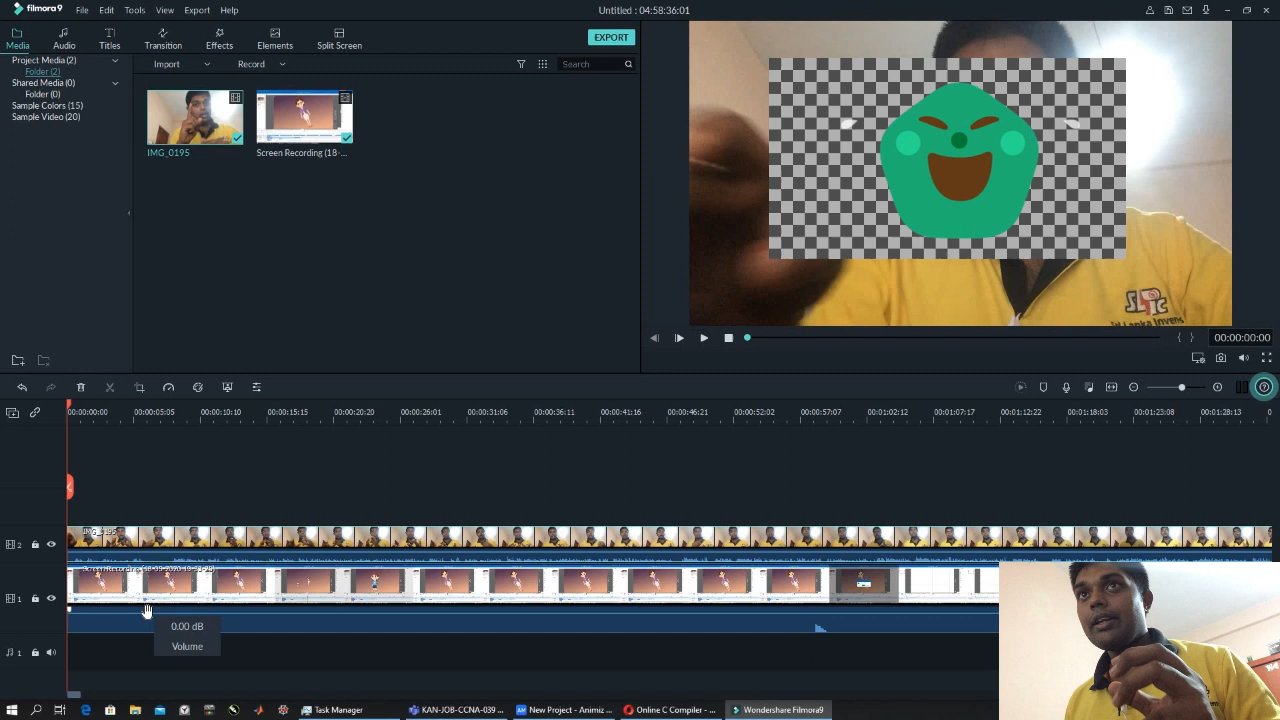 filmora9 File Edit Tools View Export Help Untitled : 04:58:36:01
Media Audio Titles Transition Effects Elements Split Screen EXPORT
Project Media (2)
Folder (2)
Shared Media (0)
Folder (0)
Sample Colors (15)
Sample Video (20)
Import Record Search
IMG_0195 Screen Recording (18-...
SLIC
00:00:00:00
00:00:00:00 00:00:05:05 00:00:10:10 00:00:15:15 00:00:20:20 00:00:26:01 00:00:31:06 00:00:36:11 00:00:41:16 00:00:46:21 00:00:52:02 00:00:57:07 00:01:02:12 00:01:07:17 00:01:12:22 00:01:18:03 00:01:23:08 00:01:28:13 0
2 IMG_0195
1
0.00 dB
Volume
1
Task Manager KAN-JOB-CCNA-039 ... New Project - Animiz ... Online C Compiler - ... Wondershare Filmora9